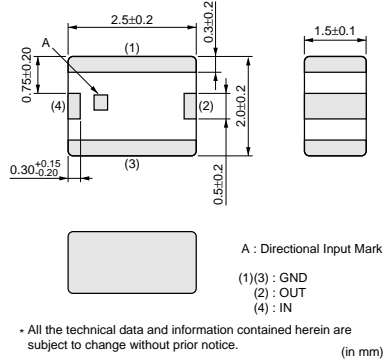 2.5±0.2
0.3±0.2
1.5±0.1
A
(1)
0.75±0.20
(4)
(2)
2.0±0.2
(3)
0.5±0.2
0.30+0.15
-0.20
A : Directional Input Mark
(1)(3) : GND
(2) : OUT
(4) : IN
* All the technical data and information contained herein are
subject to change without prior notice.
(in mm)